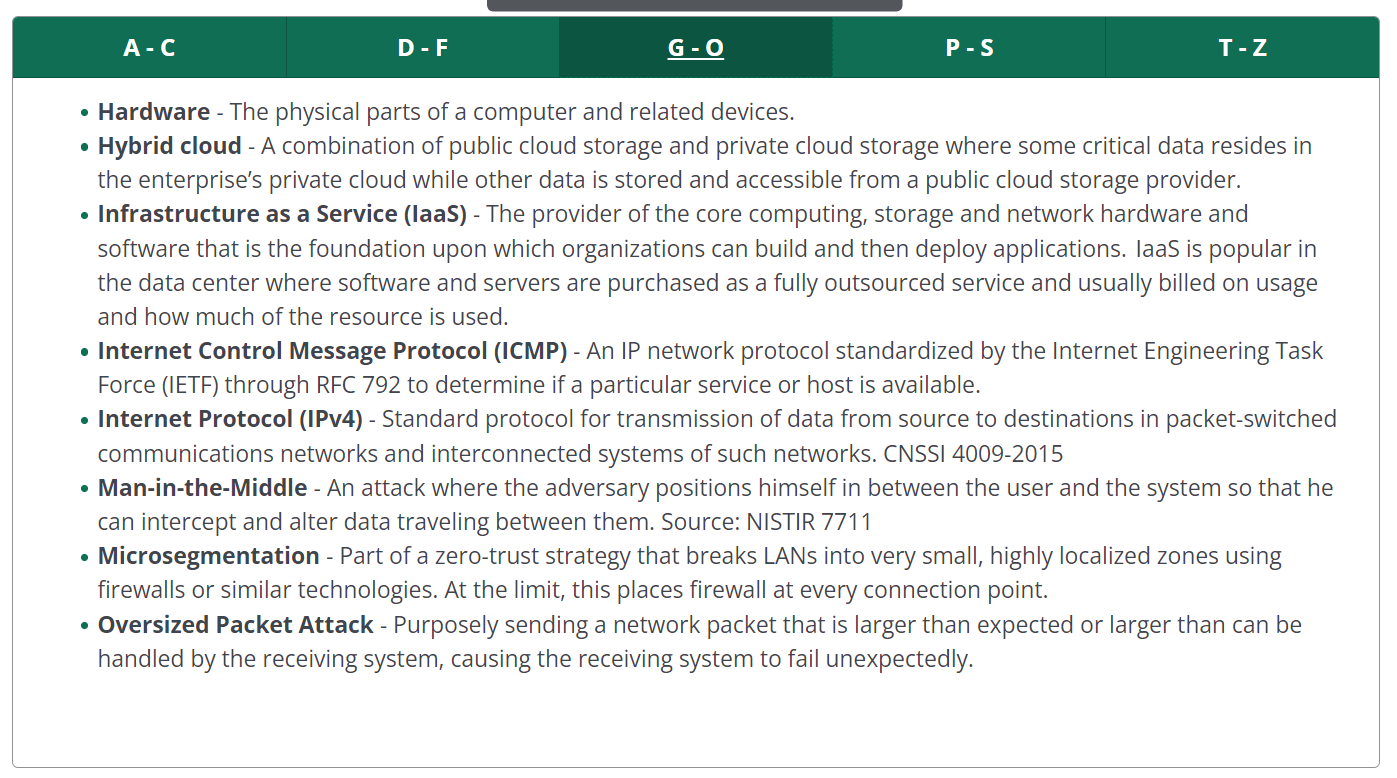 A - C
D - F
G - O
P - S
T - Z
• Hardware - The physical parts of a computer and related devices.
• Hybrid cloud - A combination of public cloud storage and private cloud storage where some critical data resides in
the enterprise’s private cloud while other data is stored and accessible from a public cloud storage provider.
• Infrastructure as a Service (IaaS) - The provider of the core computing, storage and network hardware and
software that is the foundation upon which organizations can build and then deploy applications. IaaS is popular in
the data center where software and servers are purchased as a fully outsourced service and usually billed on usage
and how much of the resource is used.
• Internet Control Message Protocol (ICMP) - An IP network protocol standardized by the Internet Engineering Task
Force (IETF) through RFC 792 to determine if a particular service or host is available.
• Internet Protocol (IPv4) - Standard protocol for transmission of data from source to destinations in packet-switched
communications networks and interconnected systems of such networks. CNSSI 4009-2015
• Man-in-the-Middle - An attack where the adversary positions himself in between the user and the system so that he
can intercept and alter data traveling between them. Source: NISTIR 7711
• Microsegmentation - Part of a zero-trust strategy that breaks LANs into very small, highly localized zones using
firewalls or similar technologies. At the limit, this places firewall at every connection point.
• Oversized Packet Attack - Purposely sending a network packet that is larger than expected or larger than can be
handled by the receiving system, causing the receiving system to fail unexpectedly.